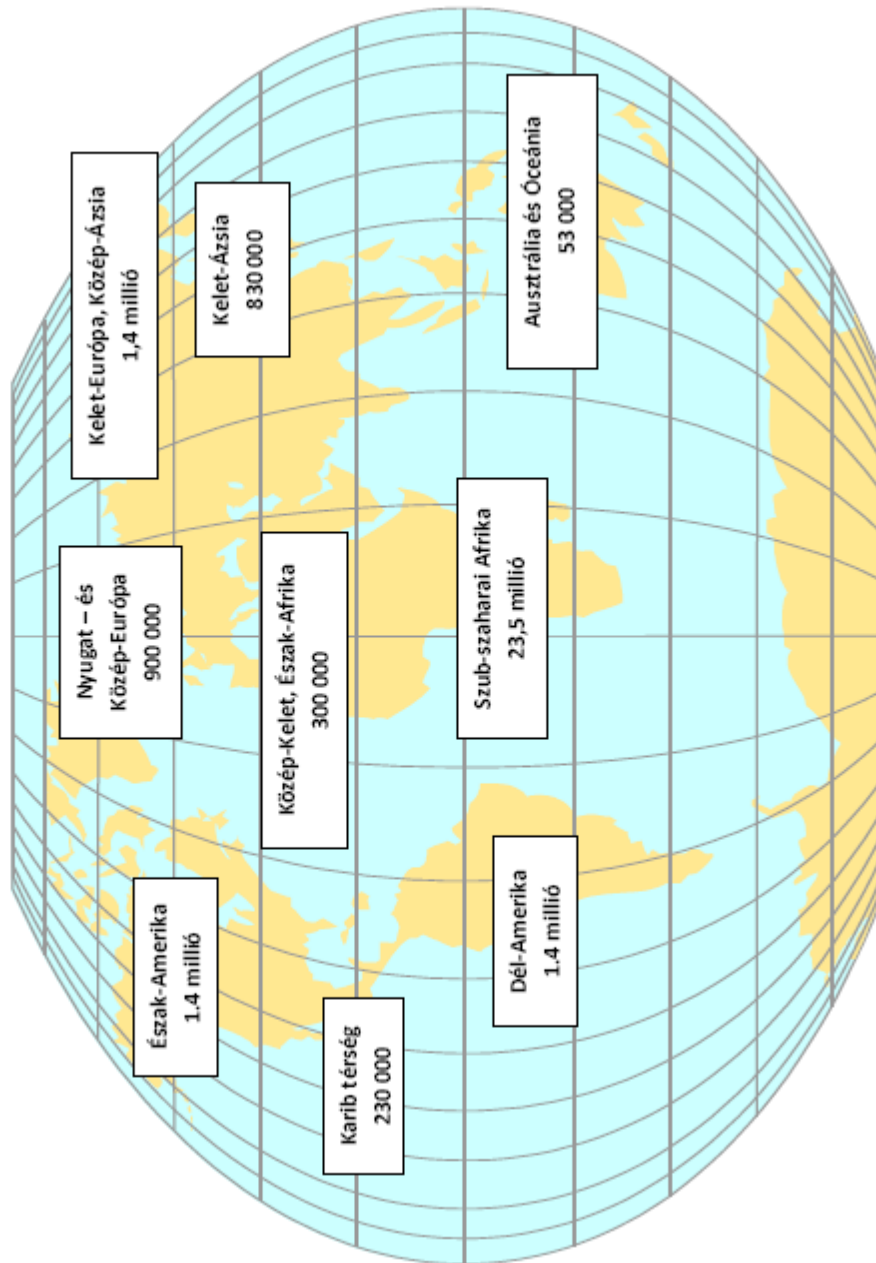 Kelet-Európa, Közép-Ázsia
1,4 millió
Nyugat – és
Közép-Európa
900 000
Észak-Amerika
1.4 millió
Kelet-Ázsia
830 000
Közép-Kelet, Észak-Afrika
300 000
Karib térség
230 000
Szub-szaharai Afrika
23,5 millió
Dél-Amerika
1.4 millió
Ausztrália és Óceánia
53 000